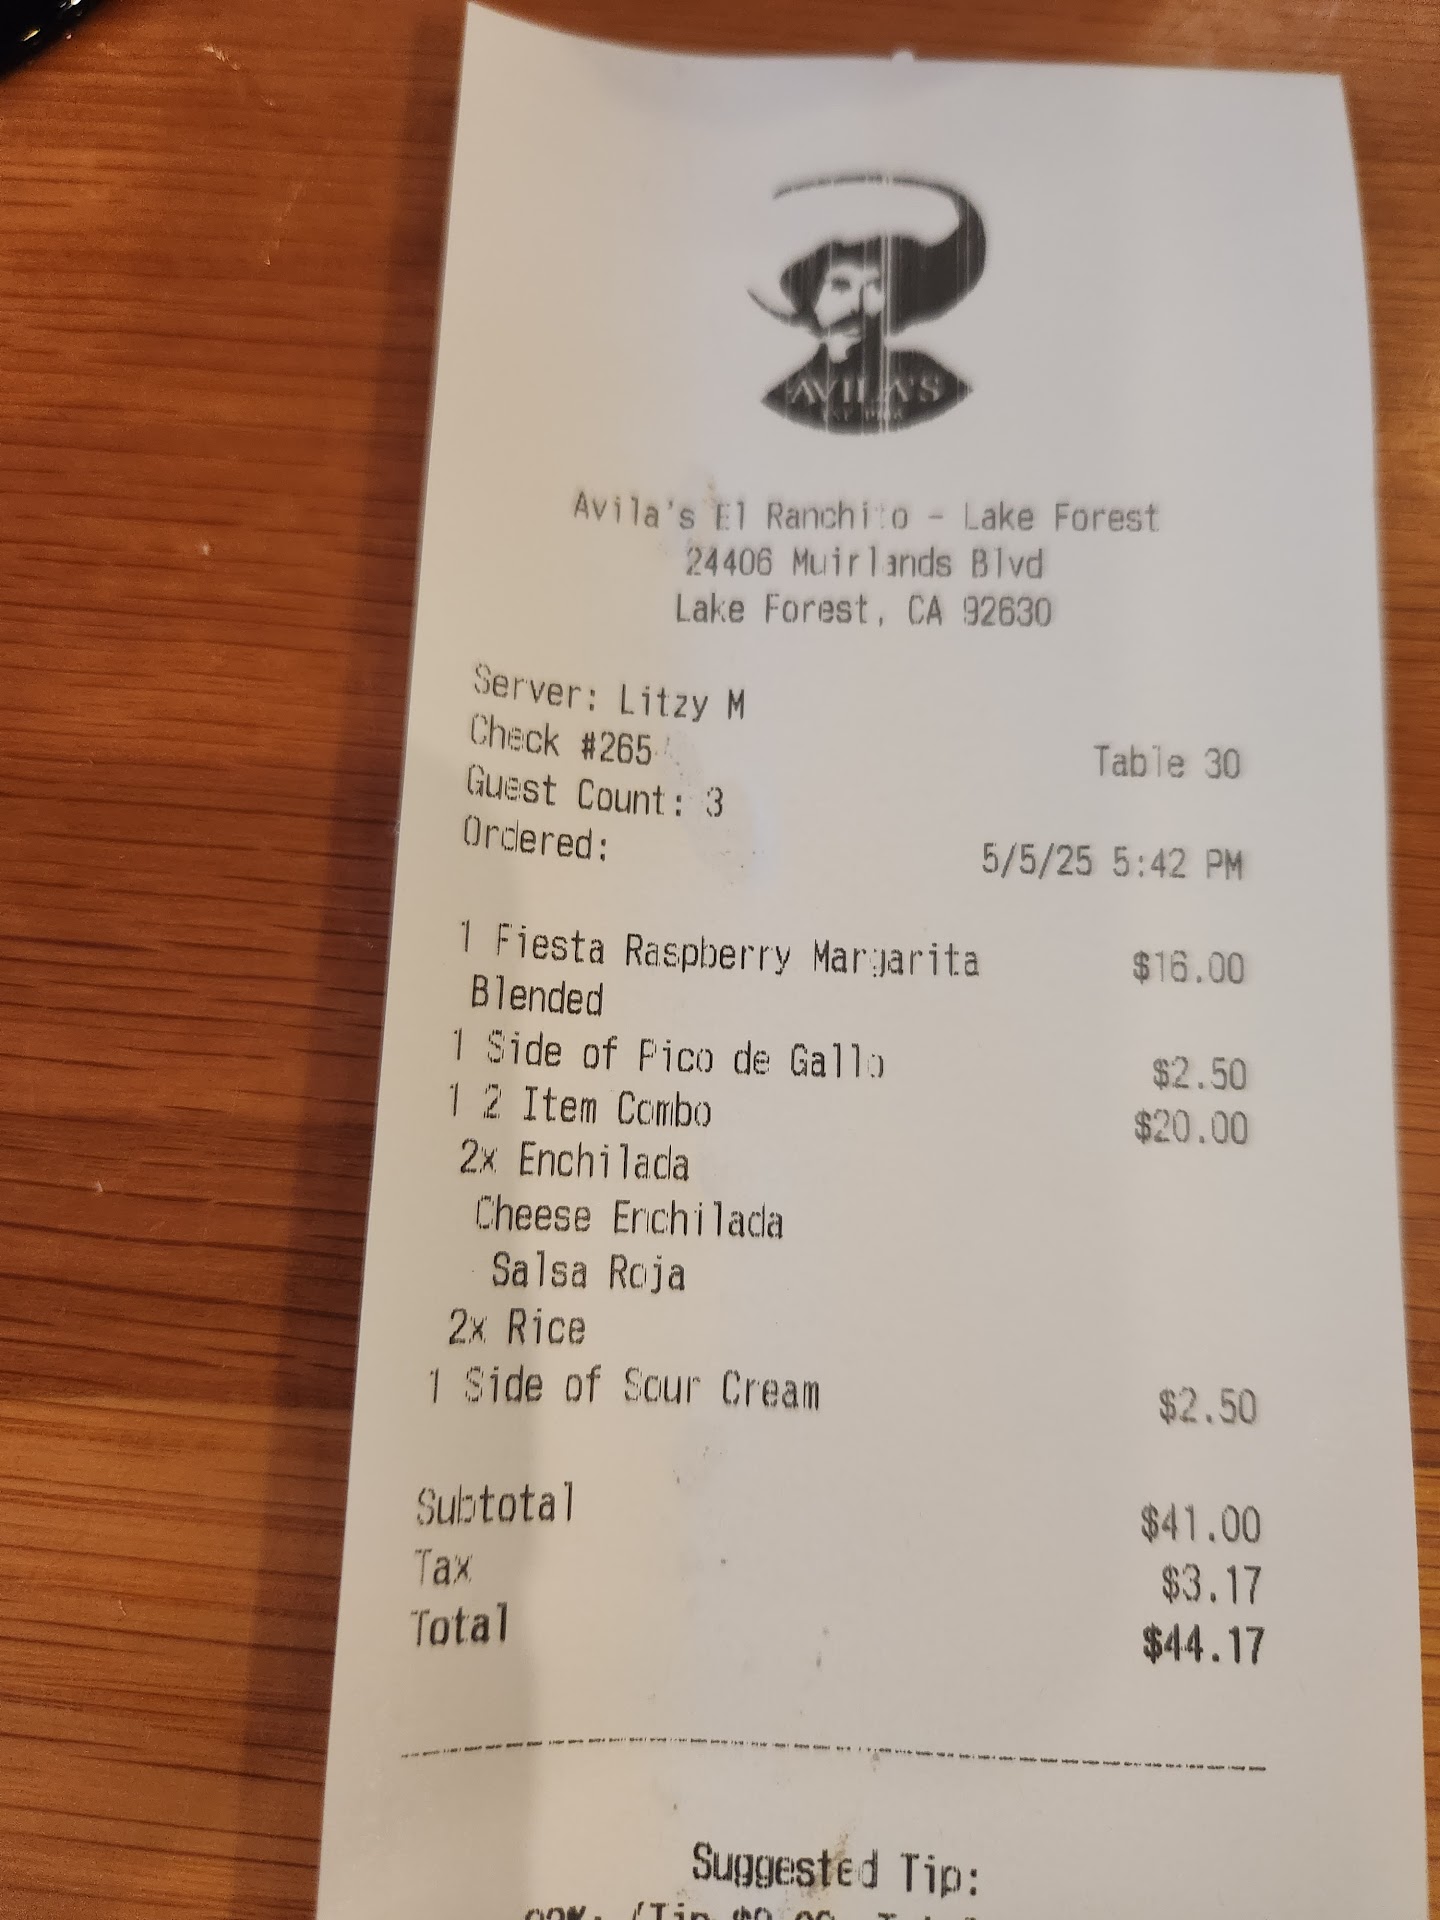 AVILA'S
Avila's El Ranchito - Lake Forest
24406 Muirlands Blvd
Lake Forest, CA 92630
Server: Litzy M
Check #265 Table 30
Guest Count: 3
Ordered: 5/5/25 5:42 PM
1 Fiesta Raspberry Margarita $16.00
Blended
1 Side of Pico de Gallo $2.50
1 2 Item Combo $20.00
2x Enchilada
Cheese Enchilada
Salsa Roja
2x Rice
1 Side of Sour Cream $2.50
Subtotal $41.00
Tax $3.17
Total $44.17
Suggested Tip:
(Tip